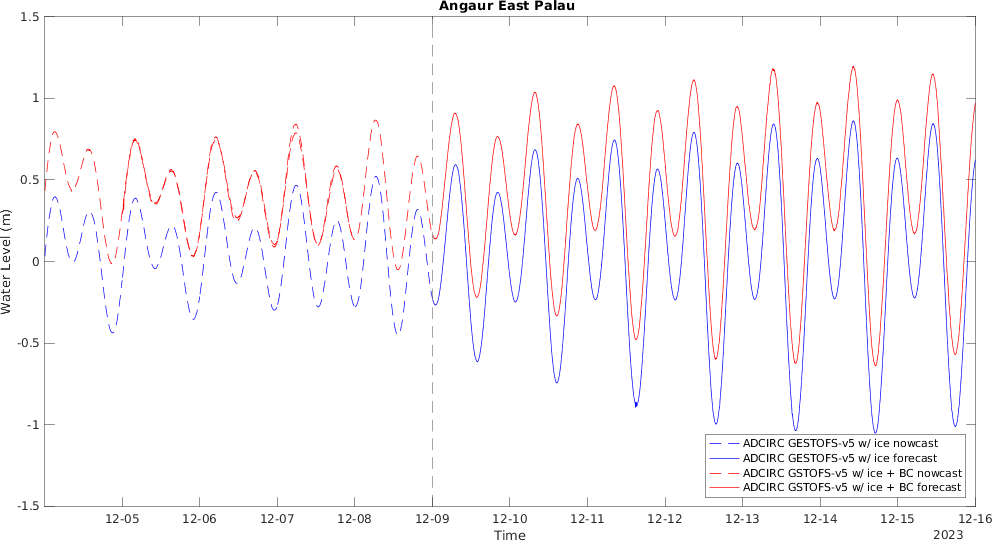 Angaur East Palau
1.5
1
0.5
0
-0.5
-1
-1.5
Water Level (m)
12-05 12-06 12-07 12-08 12-09 12-10 12-11 12-12 12-13 12-14 12-15 12-16
Time
2023
ADCIRC GESTOFS-v5 w/ ice nowcast
ADCIRC GESTOFS-v5 w/ ice forecast
ADCIRC GSTOFS-v5 w/ ice + BC nowcast
ADCIRC GSTOFS-v5 w/ ice + BC forecast